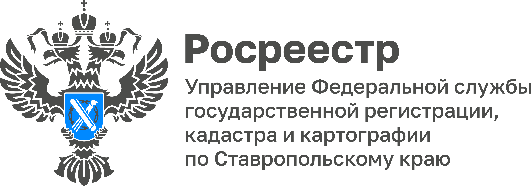 Росреестр
Управление Федеральной службы
государственной регистрации,
кадастра и картографии
по Ставропольскому краю